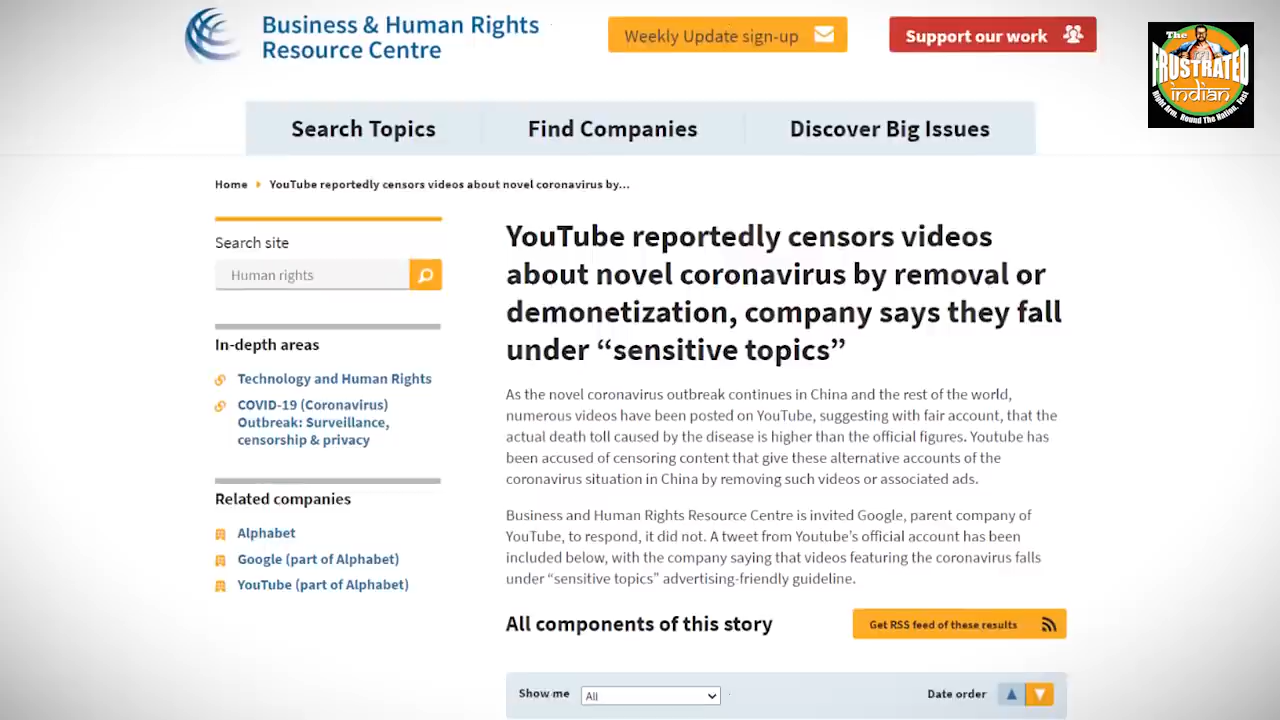 Business & Human Rights
Resource Centre
Weekly Update sign-up
Support our work
The
FRUSTRATED
indian
Right Arm, Round The Nation, Fast
Search Topics
Find Companies
Discover Big Issues
Home
YouTube reportedly censors videos about novel coronavirus by...
Search site
Human rights
In-depth areas
Technology and Human Rights
COVID-19 (Coronavirus)
Outbreak: Surveillance,
censorship & privacy
Related companies
Alphabet
Google (part of Alphabet)
YouTube (part of Alphabet)
YouTube reportedly censors videos
about novel coronavirus by removal or
demonetization, company says they fall
under “sensitive topics”
As the novel coronavirus outbreak continues in China and the rest of the world,
numerous videos have been posted on YouTube, suggesting with fair account, that the
actual death toll caused by the disease is higher than the official figures. Youtube has
been accused of censoring content that give these alternative accounts of the
coronavirus situation in China by removing such videos or associated ads.
Business and Human Rights Resource Centre is invited Google, parent company of
YouTube, to respond, it did not. A tweet from Youtube’s official account has been
included below, with the company saying that videos featuring the coronavirus falls
under “sensitive topics” advertising-friendly guideline.
All components of this story
Get RSS feed of these results
Show me
All
Date order